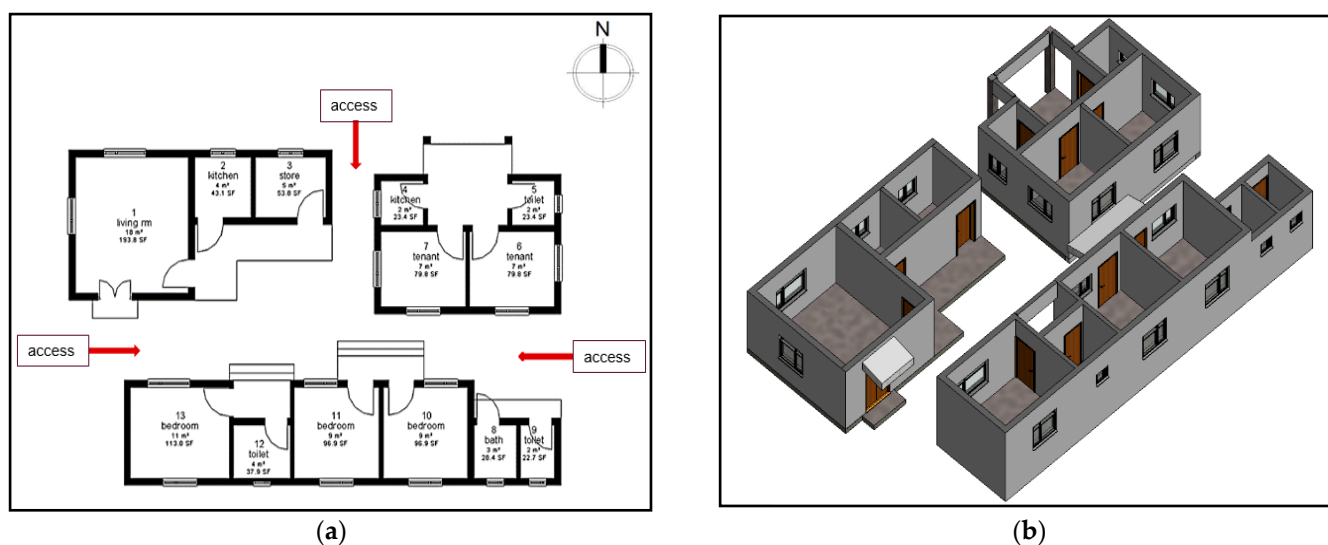 N
access
1
living rm
18 m²
193.8 SF
2
kitchen
4 m²
43.1 SF
3
store
5 m²
53.8 SF
4
kitchen
2 m²
23.4 SF
5
toilet
2 m²
23.4 SF
7
tenant
7 m²
79.8 SF
6
tenant
7 m²
79.8 SF
access
access
13
bedroom
11 m²
113.0 SF
12
toilet
4 m²
37.9 SF
11
bedroom
9 m²
96.9 SF
10
bedroom
9 m²
96.9 SF
8
bath
3 m²
28.4 SF
9
toilet
2 m²
22.7 SF
(a)
(b)